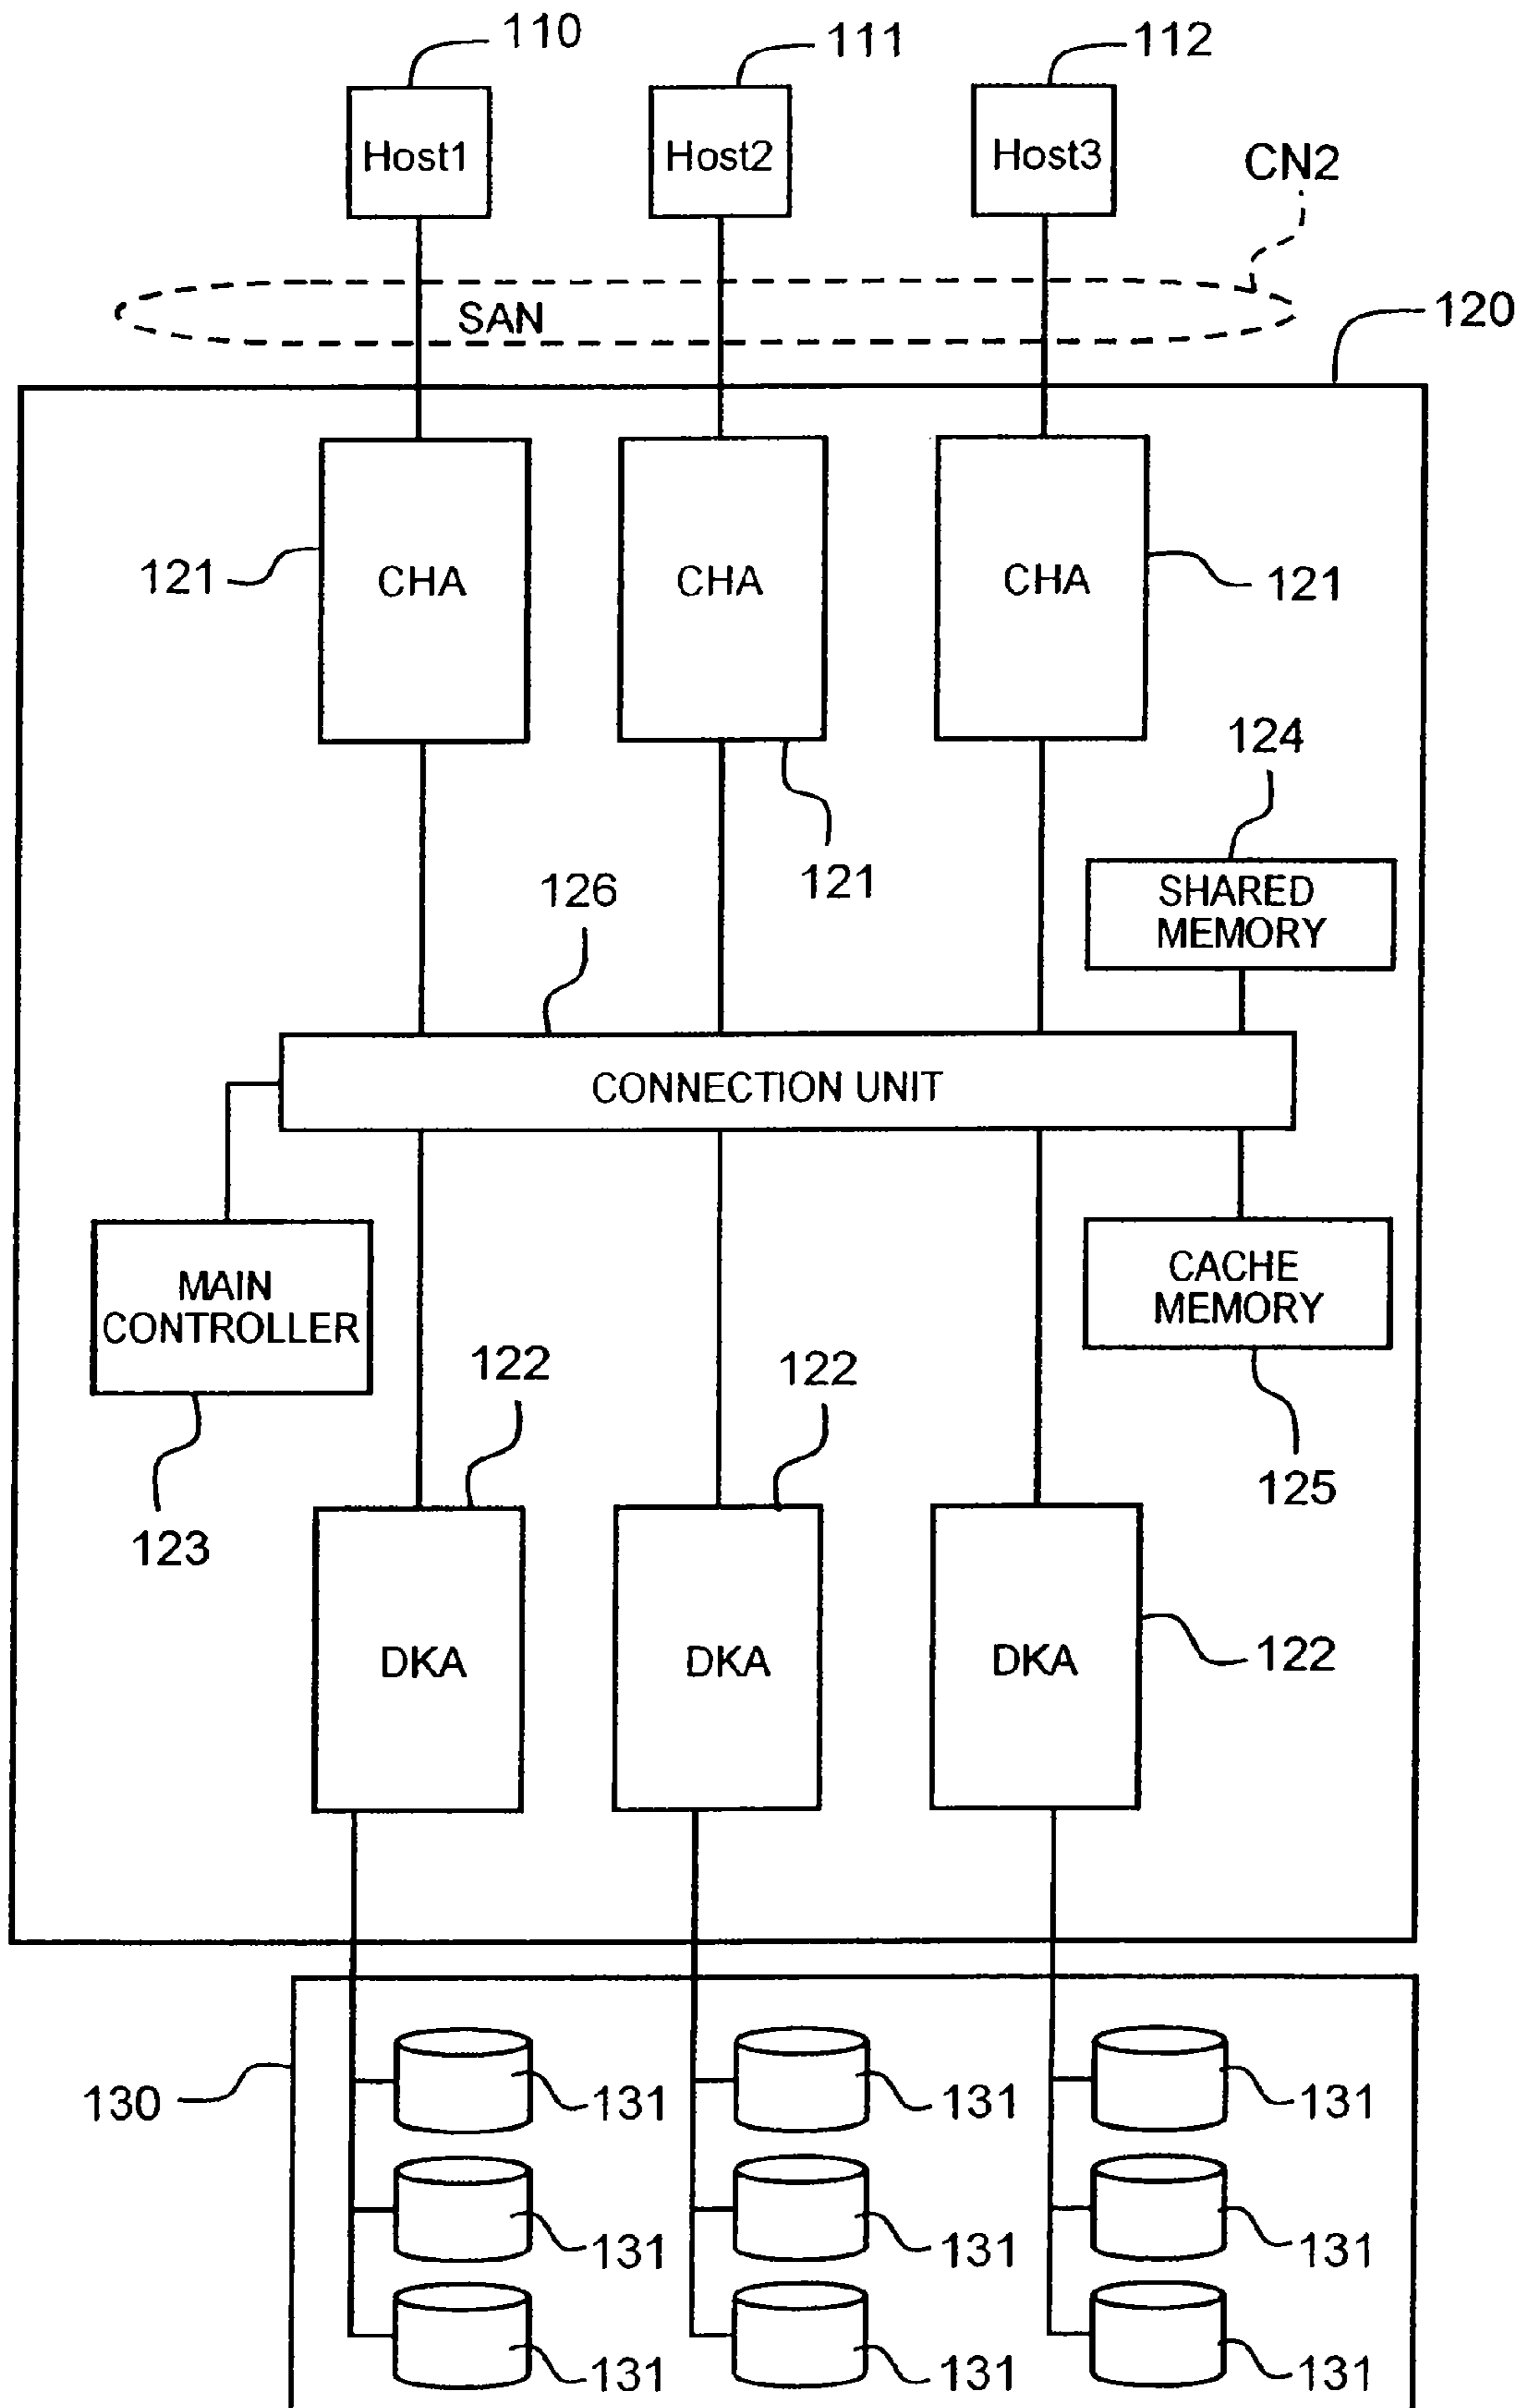 110
111
112
Host1
Host2
Host3
CN2
SAN
120
CHA
CHA
CHA
121
121
121
124
SHARED
MEMORY
126
CONNECTION UNIT
MAIN
CONTROLLER
CACHE
MEMORY
122
122
125
123
DKA
DKA
DKA
122
130
131
131
131
131
131
131
131
131
131